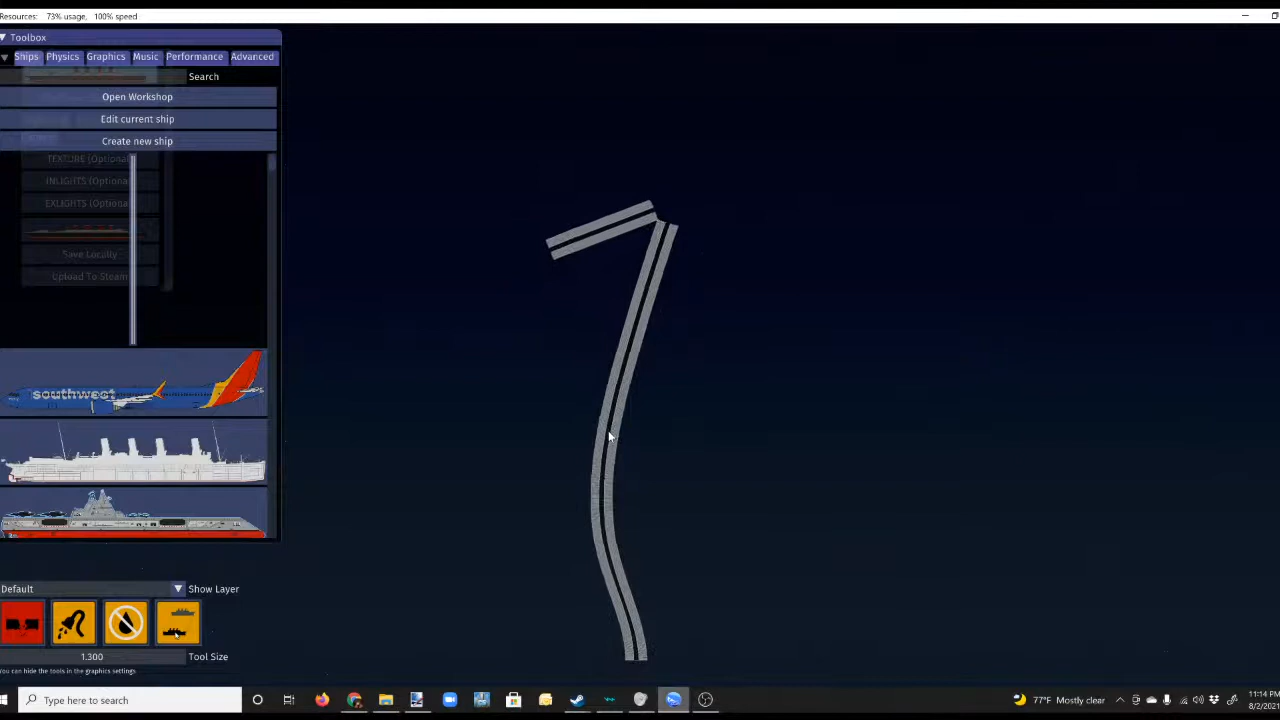 Resources: 73% usage, 100% speed
Toolbox
Ships Physics Graphics Music Performance Advanced
Search
Open Workshop
Edit current ship
Create new ship
TEXTURE (Optiona
INLIGHTS (Optiona
EXLIGHTS (Optiona
Save Locally
Upload To Steam
southwest
Default
Show Layer
1.300
Tool Size
You can hide the tools in the graphics settings.
Type here to search
77°F Mostly clear
11:14 PM
8/2/2021